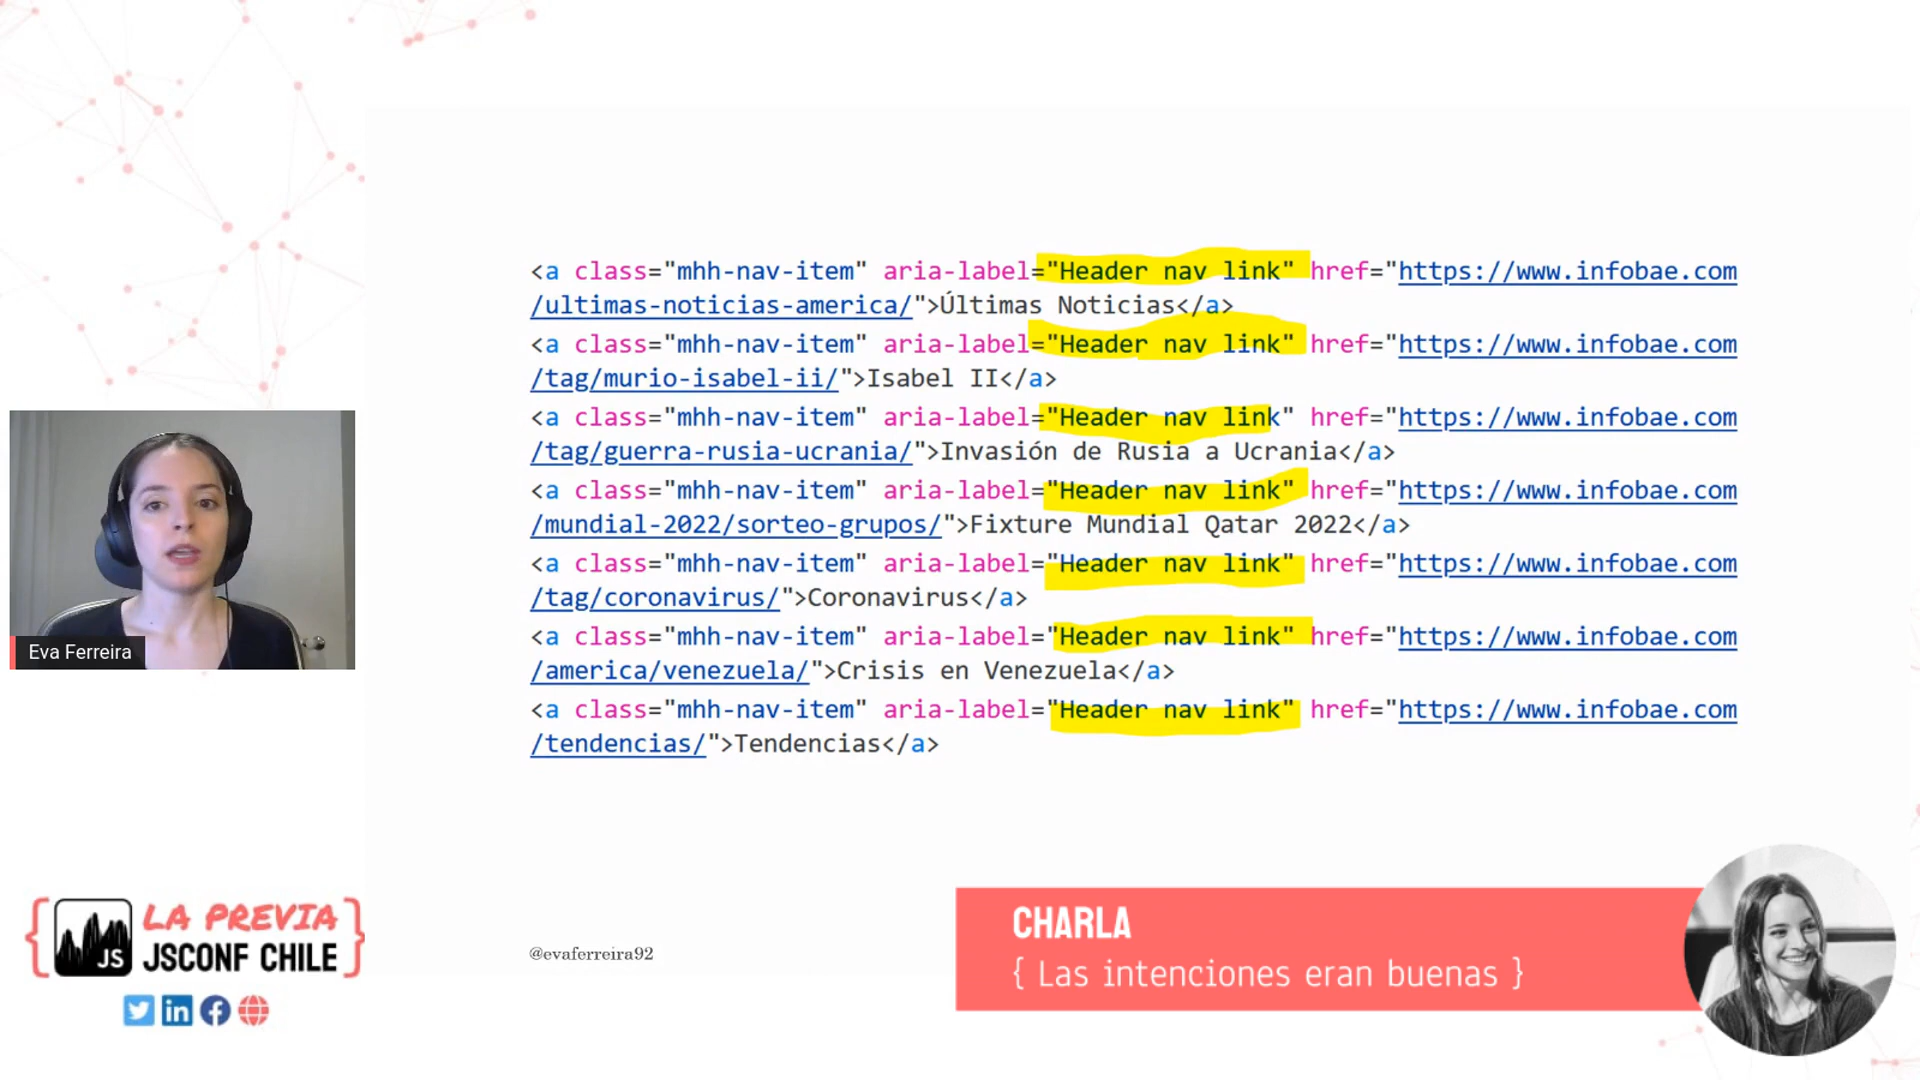 <a class="mhh-nav-item" aria-label="Header nav link" href="https://www.infobae.com
/ultimas-noticias-america/">Últimas Noticias</a>
<a class="mhh-nav-item" aria-label="Header nav link" href="https://www.infobae.com
/tag/murio-isabel-ii/">Isabel II</a>
<a class="mhh-nav-item" aria-label="Header nav link" href="https://www.infobae.com
/tag/guerra-rusia-ucrania/">Invasión de Rusia a Ucrania</a>
<a class="mhh-nav-item" aria-label="Header nav link" href="https://www.infobae.com
/mundial-2022/sorteo-grupos/">Fixture Mundial Qatar 2022</a>
<a class="mhh-nav-item" aria-label="Header nav link" href="https://www.infobae.com
/tag/coronavirus/">Coronavirus</a>
<a class="mhh-nav-item" aria-label="Header nav link" href="https://www.infobae.com
/america/venezuela/">Crisis en Venezuela</a>
<a class="mhh-nav-item" aria-label="Header nav link" href="https://www.infobae.com
/tendencias/">Tendencias</a>
Eva Ferreira
JS
{ LA PREVIA
JSCONF CHILE }
@evaferreira92
CHARLA
{ Las intenciones eran buenas }